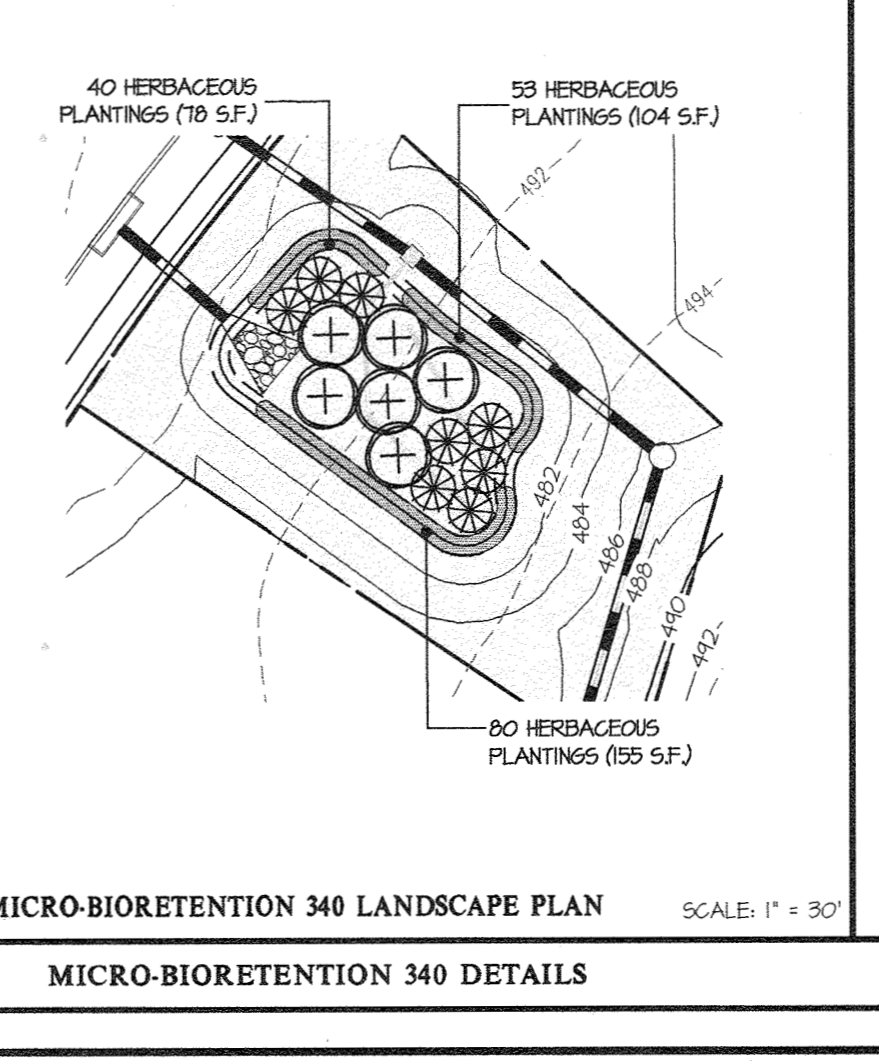 40 HERBACEOUS
PLANTINGS (78 S.F.)
53 HERBACEOUS
PLANTINGS (104 S.F.)
492
494
482
484
486
488
490
492
80 HERBACEOUS
PLANTINGS (155 S.F.)
MICRO-BIORETENTION 340 LANDSCAPE PLAN
SCALE: 1" = 30'
MICRO-BIORETENTION 340 DETAILS